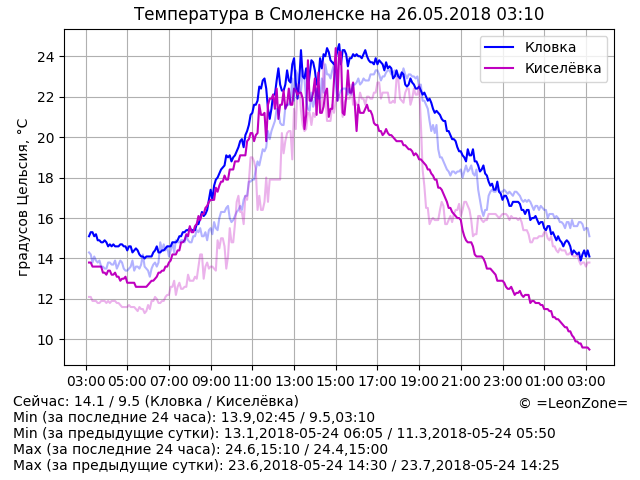 Температура в Смоленске на 26.05.2018 03:10
Кловка
Киселёвка
градусов Цельсия, °C
24
22
20
18
16
14
12
10
03:00 05:00 07:00 09:00 11:00 13:00 15:00 17:00 19:00 21:00 23:00 01:00 03:00
Сейчас: 14.1 / 9.5 (Кловка / Киселёвка)
© =LeonZone=
Min (за последние 24 часа): 13.9,02:45 / 9.5,03:10
Min (за предыдущие сутки): 13.1,2018-05-24 06:05 / 11.3,2018-05-24 05:50
Max (за последние 24 часа): 24.6,15:10 / 24.4,15:00
Max (за предыдущие сутки): 23.6,2018-05-24 14:30 / 23.7,2018-05-24 14:25